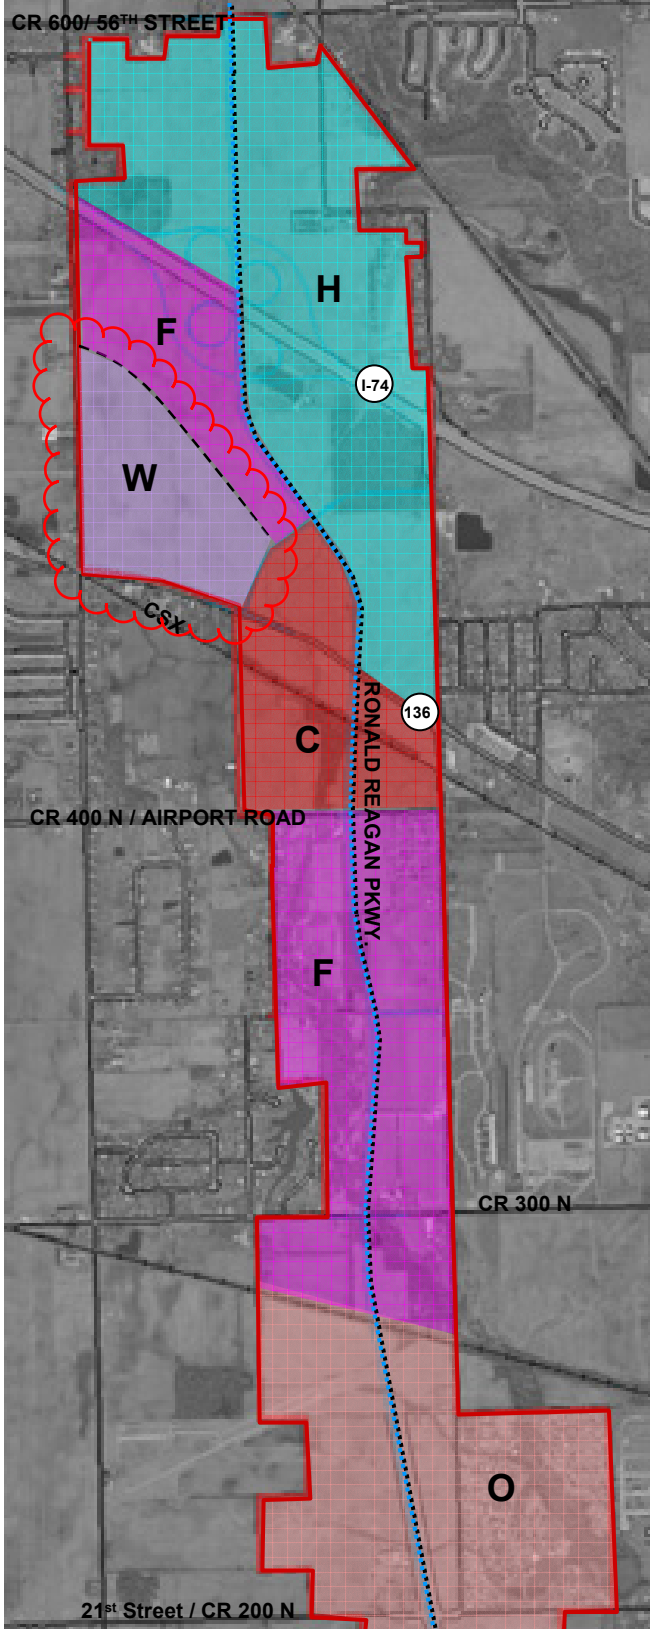 CR 600/ 56TH STREET
H
F
I-74
W
CSX
136
RONALD REAGAN PKWY.
C
CR 400 N / AIRPORT ROAD
F
CR 300 N
O
21st Street / CR 200 N